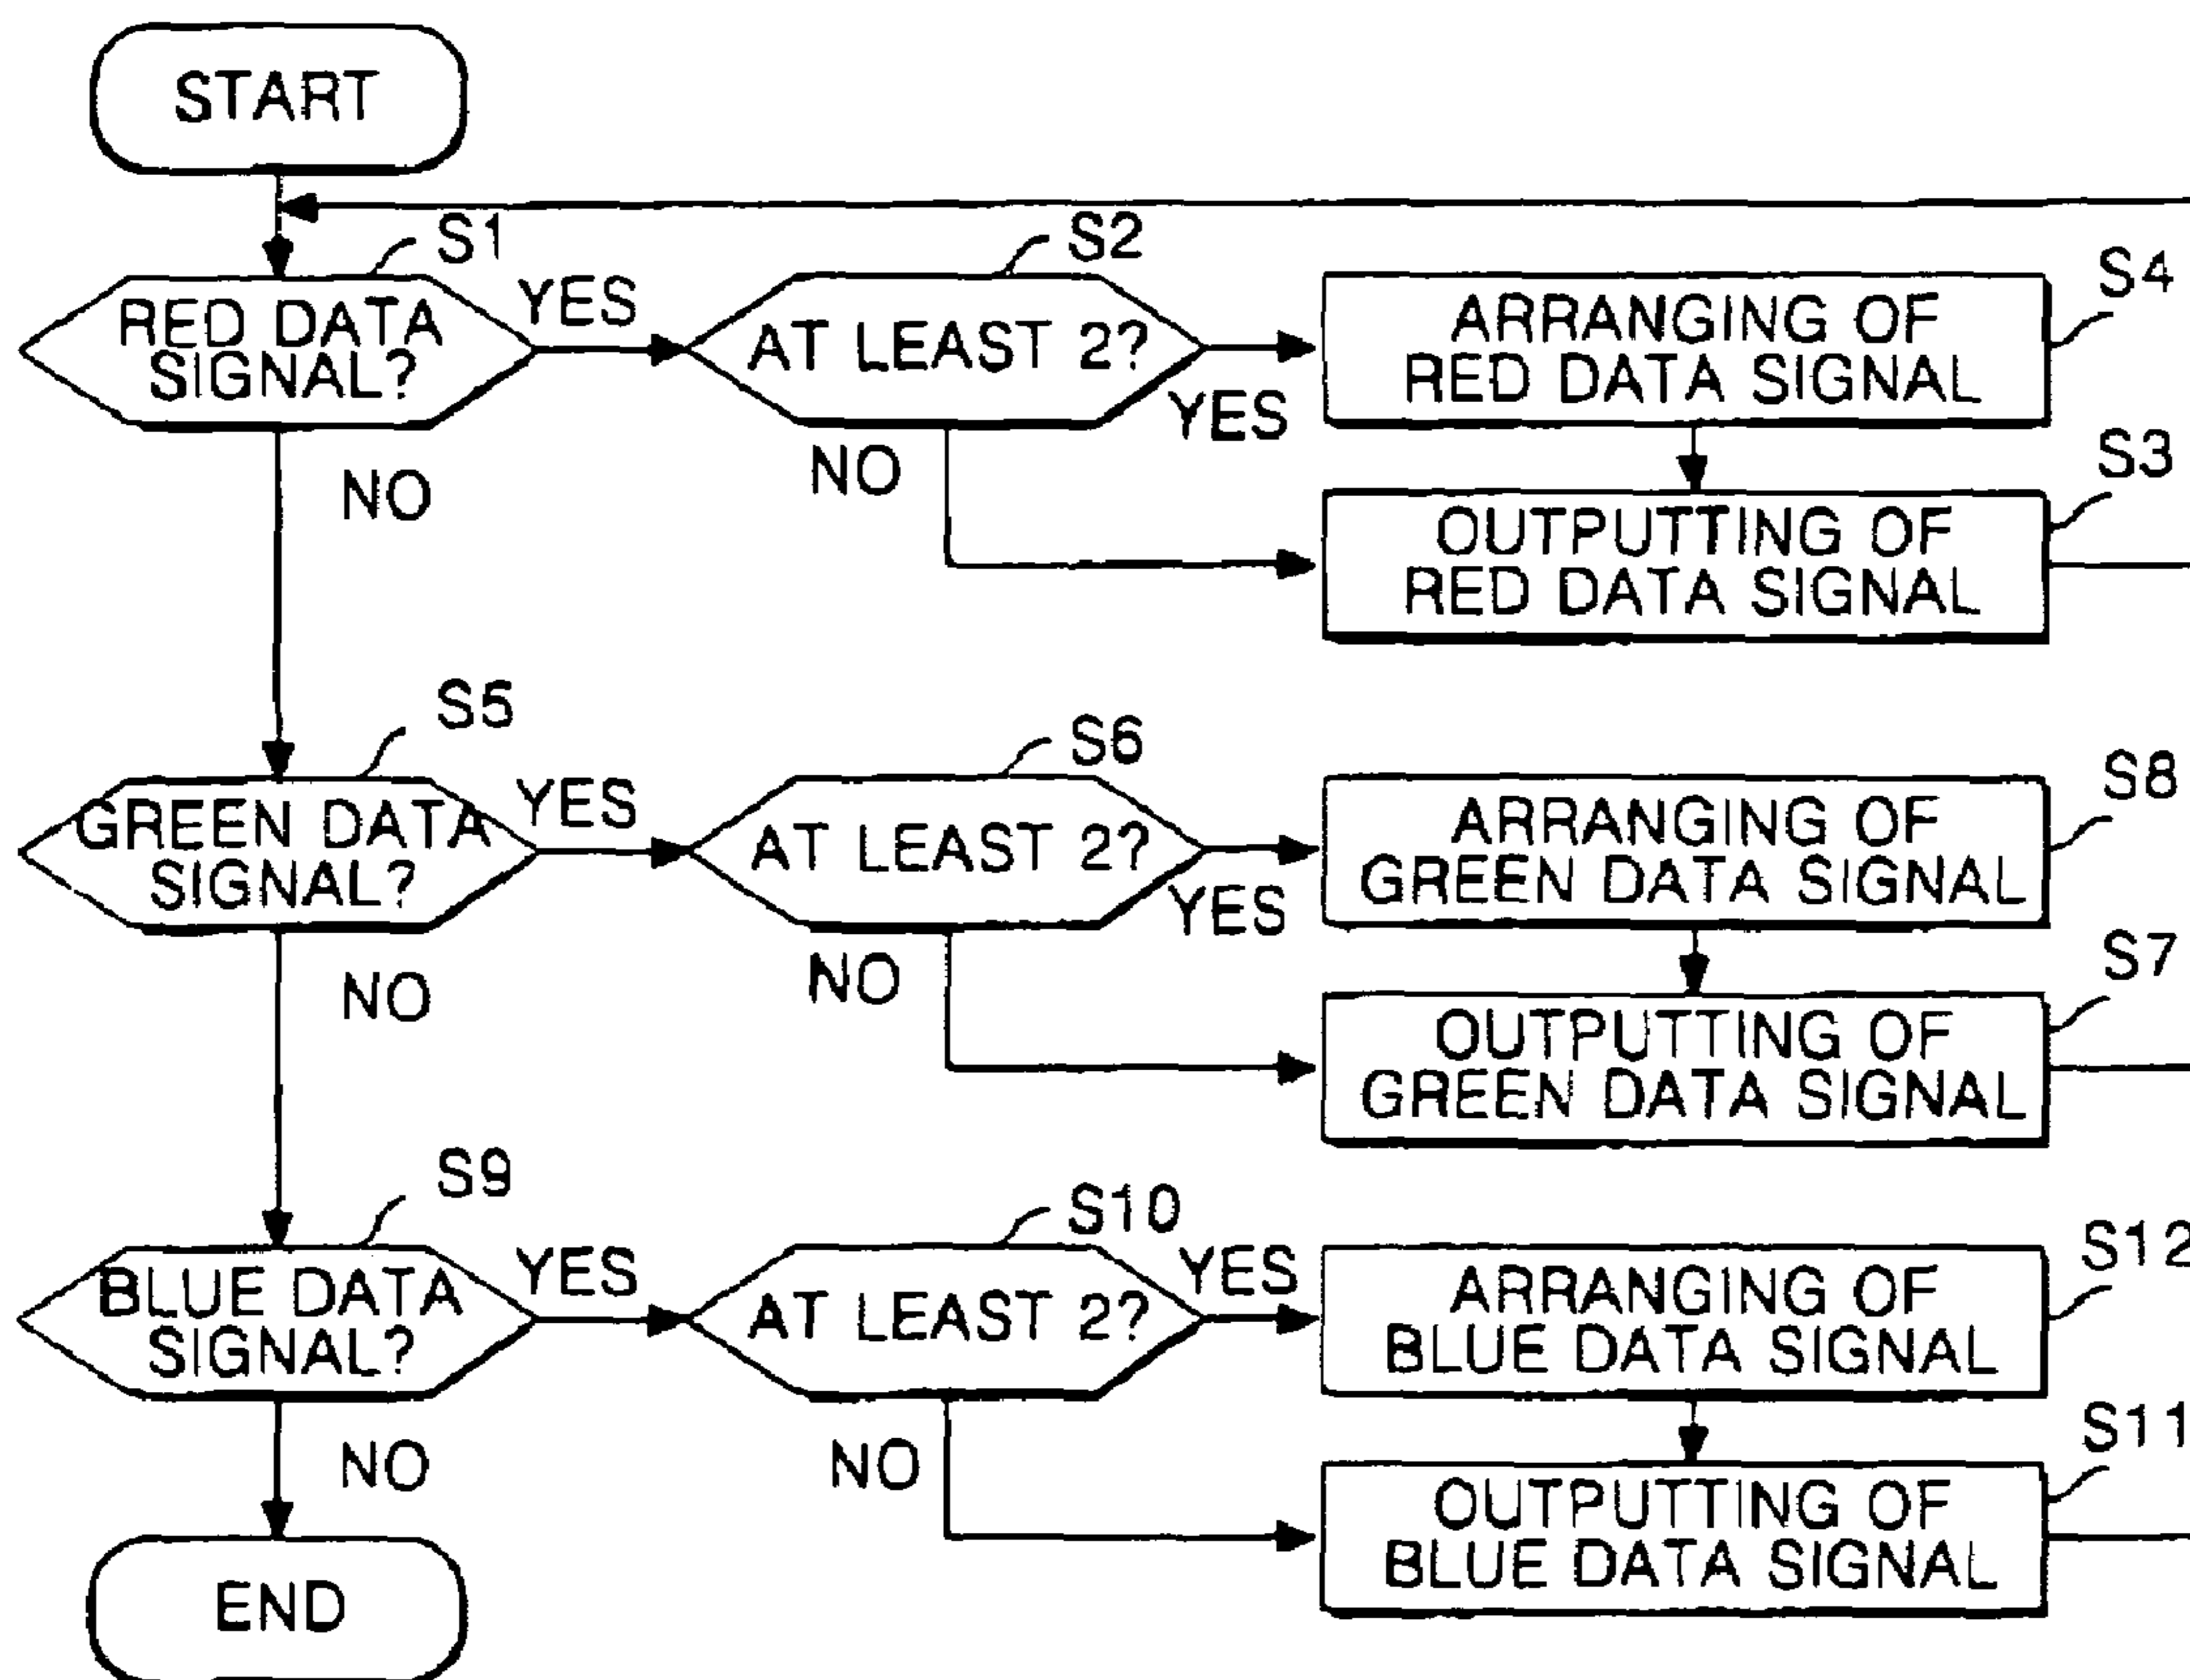 START
S1
S2
S4
RED DATA
SIGNAL?
YES
AT LEAST 2?
YES
ARRANGING OF
RED DATA SIGNAL
NO
NO
S3
OUTPUTTING OF
RED DATA SIGNAL
S5
S6
S8
GREEN DATA
SIGNAL?
YES
AT LEAST 2?
YES
ARRANGING OF
GREEN DATA SIGNAL
NO
NO
S7
OUTPUTTING OF
GREEN DATA SIGNAL
S9
S10
S12
BLUE DATA
SIGNAL?
YES
AT LEAST 2?
YES
ARRANGING OF
BLUE DATA SIGNAL
NO
NO
S11
OUTPUTTING OF
BLUE DATA SIGNAL
END